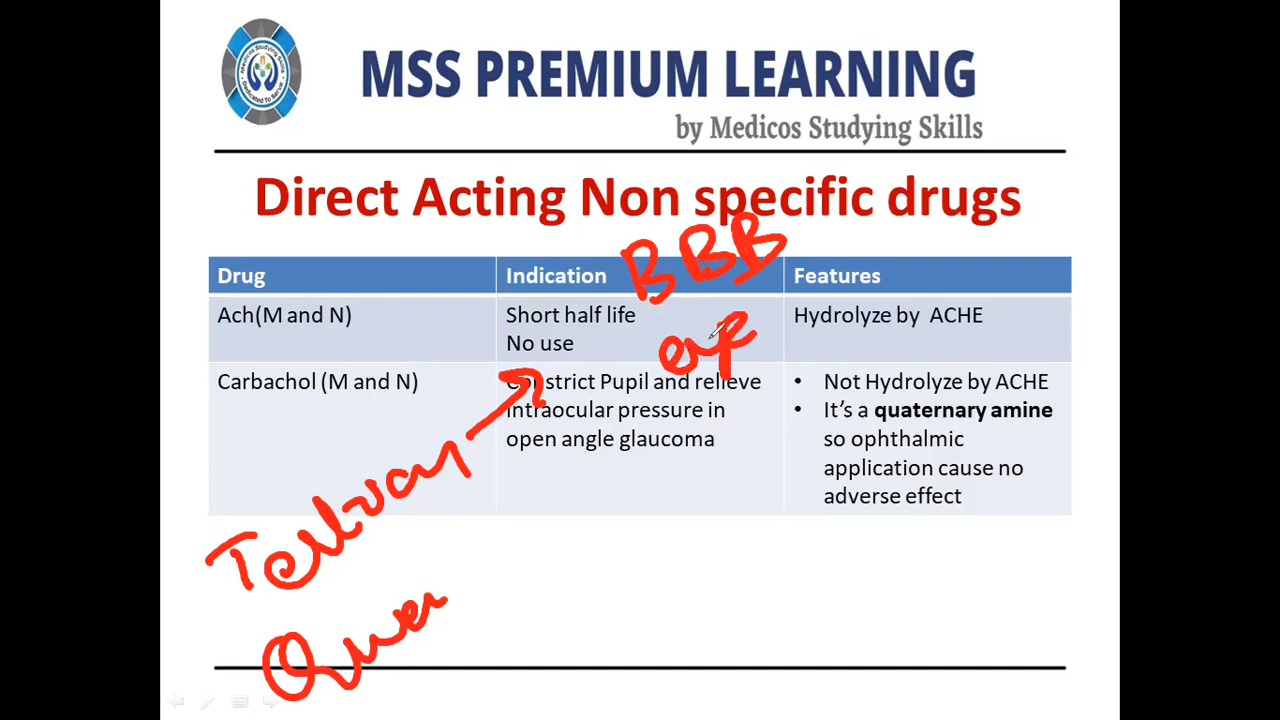 MSS PREMIUM LEARNING
by Medicos Studying Skills
Direct Acting Non specific drugs
Drug Indication Features
BBB
Ach(M and N)
Short half life
No use
Hydrolyze by ACHE
Carbachol (M and N)
Constrict Pupil and relieve
intraocular pressure in
open angle glaucoma
• Not Hydrolyze by ACHE
• It's a quaternary amine
so ophthalmic
application cause no
adverse effect